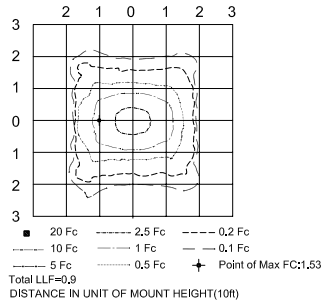 3 2 1 0 1 2 3
3
2
1
0
1
2
3
20 Fc 2.5 Fc 0.2 Fc
10 Fc 1 Fc 0.1 Fc
5 Fc 0.5 Fc Point of Max FC:1.53
Total LLF=0.9
DISTANCE IN UNIT OF MOUNT HEIGHT(10ft)